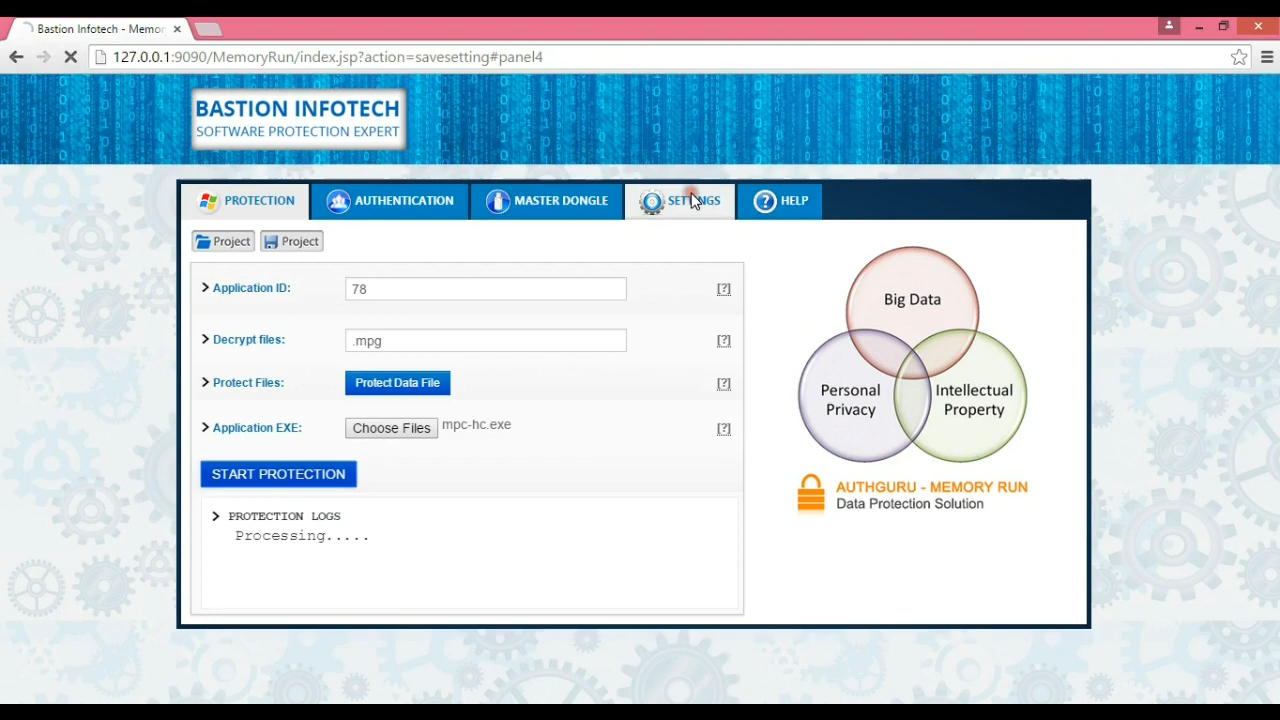 Bastion Infotech - Memor
127.0.0.1:9090/MemoryRun/index.jsp?action=savesetting#panel4
BASTION INFOTECH
SOFTWARE PROTECTION EXPERT
PROTECTION
AUTHENTICATION
MASTER DONGLE
SETTINGS
HELP
Project
Project
Application ID:
78
[?]
Decrypt files:
.mpg
[?]
Protect Files:
Protect Data File
[?]
Application EXE:
Choose Files
mpc-hc.exe
[?]
START PROTECTION
PROTECTION LOGS
Processing.....
Big Data
Personal
Privacy
Intellectual
Property
AUTHGURU - MEMORY RUN
Data Protection Solution